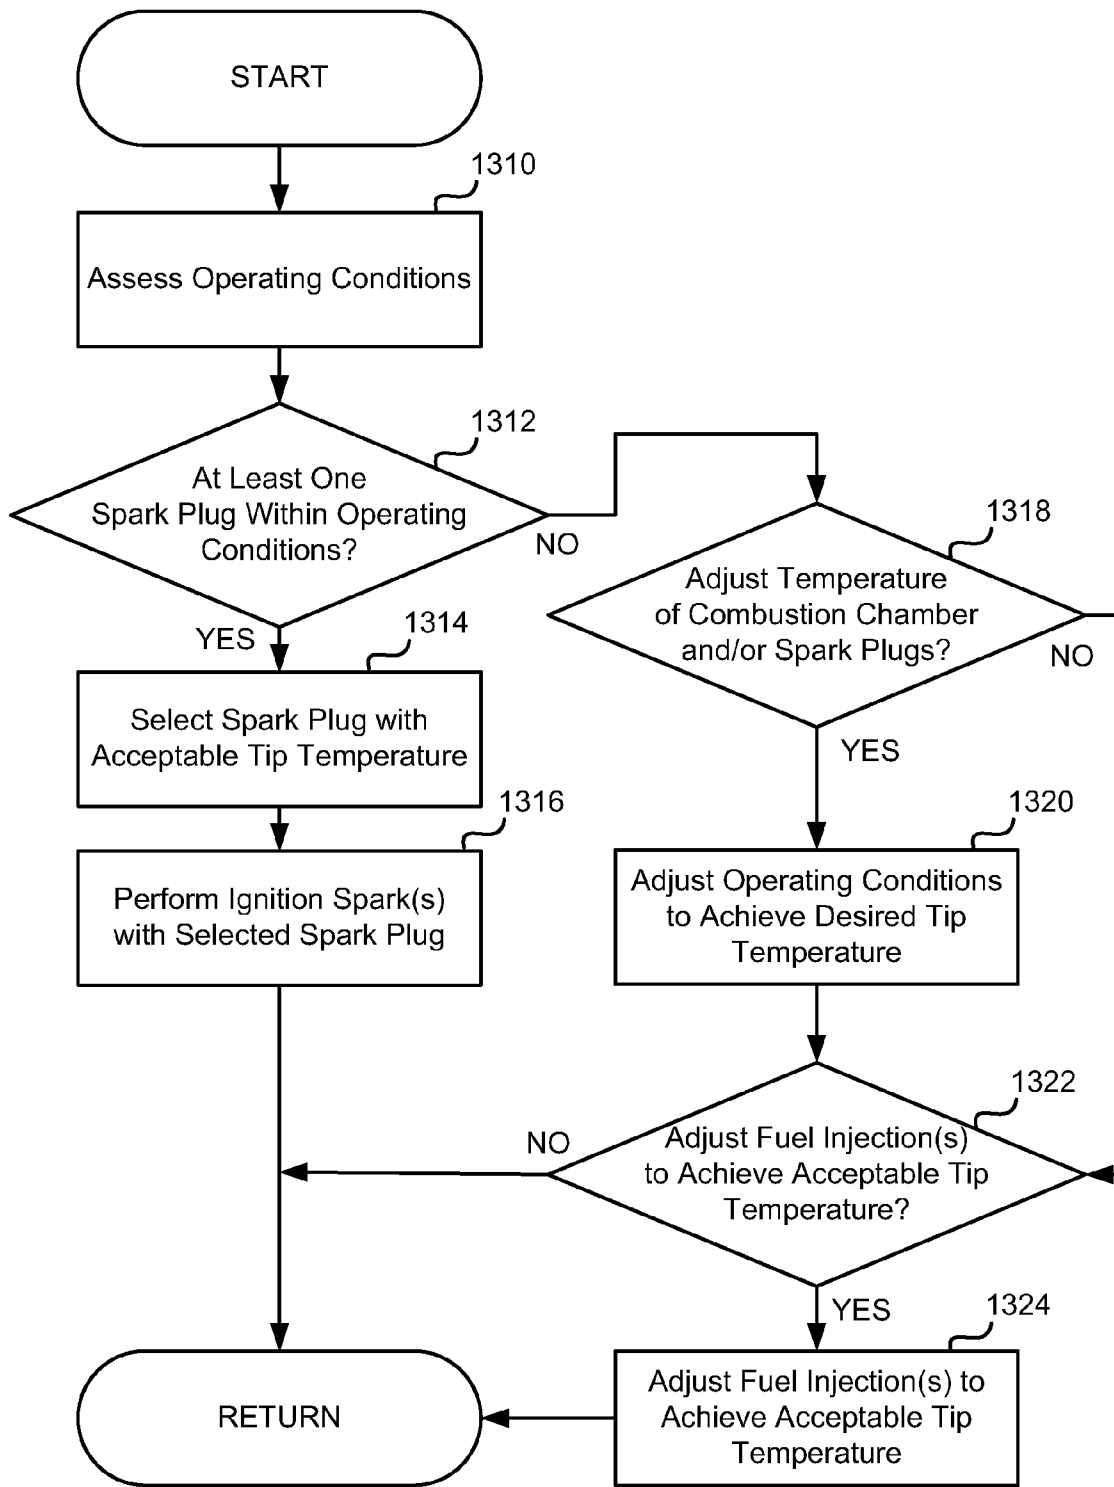 START
1310
Assess Operating Conditions
1312
At Least One
Spark Plug Within Operating
Conditions?
NO
YES
1314
Select Spark Plug with
Acceptable Tip Temperature
1316
Perform Ignition Spark(s)
with Selected Spark Plug
1318
Adjust Temperature
of Combustion Chamber
and/or Spark Plugs?
NO
YES
1320
Adjust Operating Conditions
to Achieve Desired Tip
Temperature
1322
Adjust Fuel Injection(s)
to Achieve Acceptable Tip
Temperature?
NO
YES
1324
Adjust Fuel Injection(s) to
Achieve Acceptable Tip
Temperature
RETURN